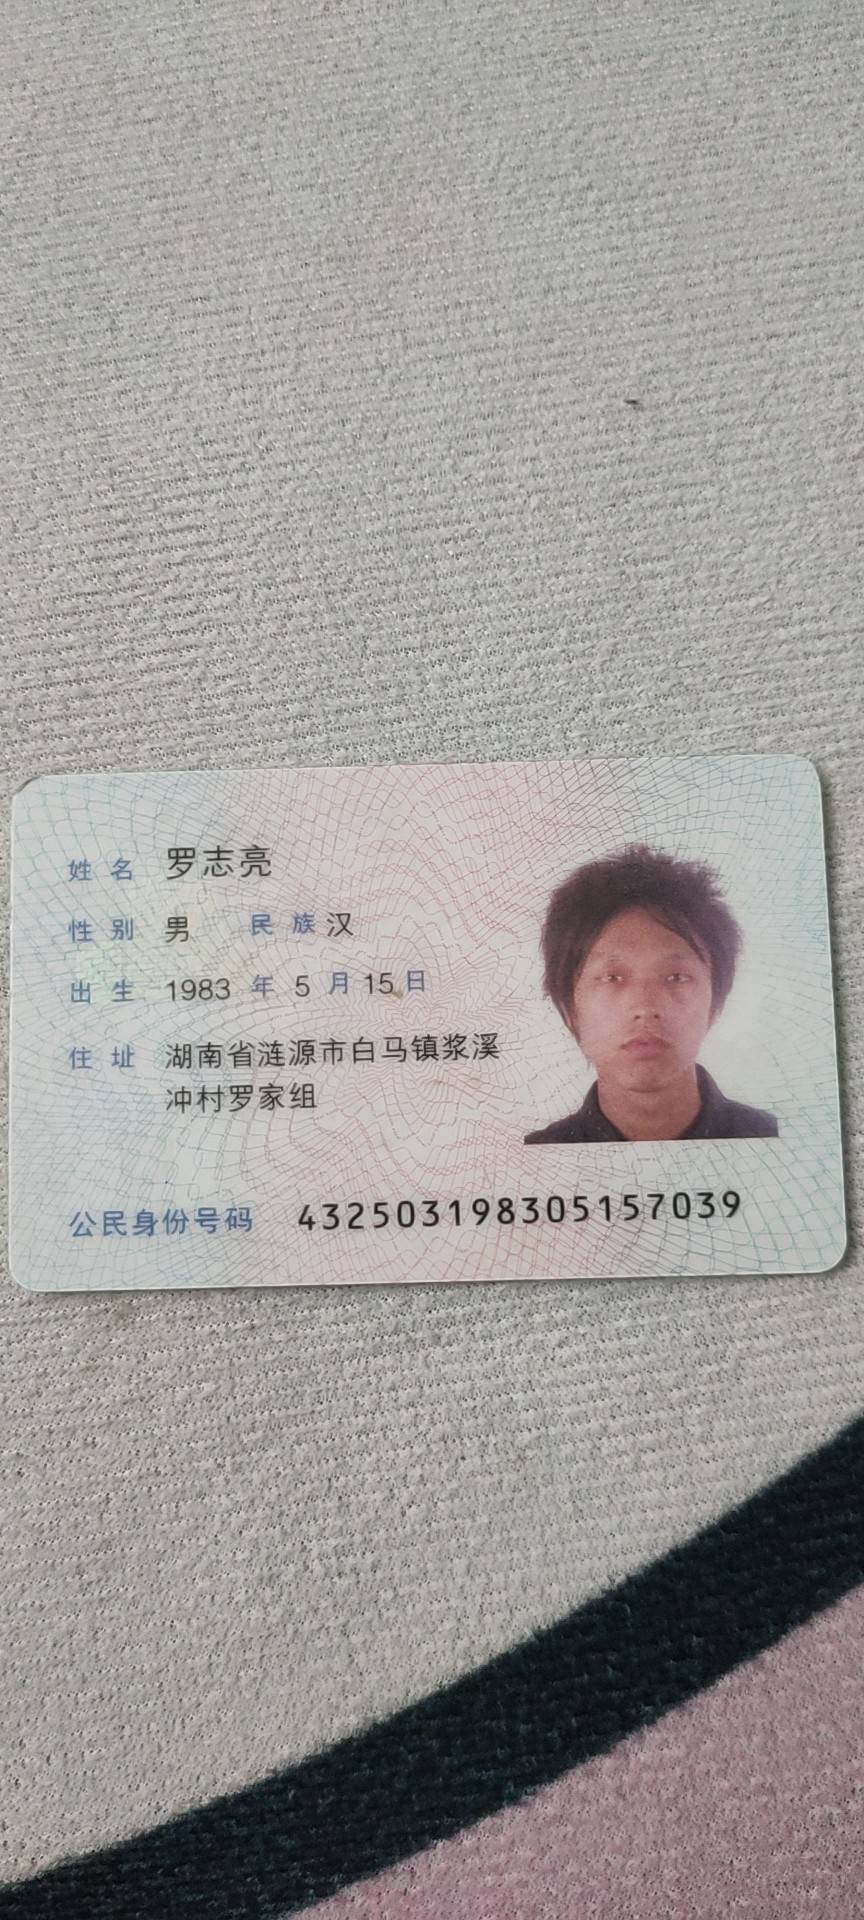 姓名 罗志亮
性别 男 民族 汉
出生 1983 年 5 月 15 日
住址 湖南省涟源市白马镇浆溪
冲村罗家组
公民身份号码 432503198305157039